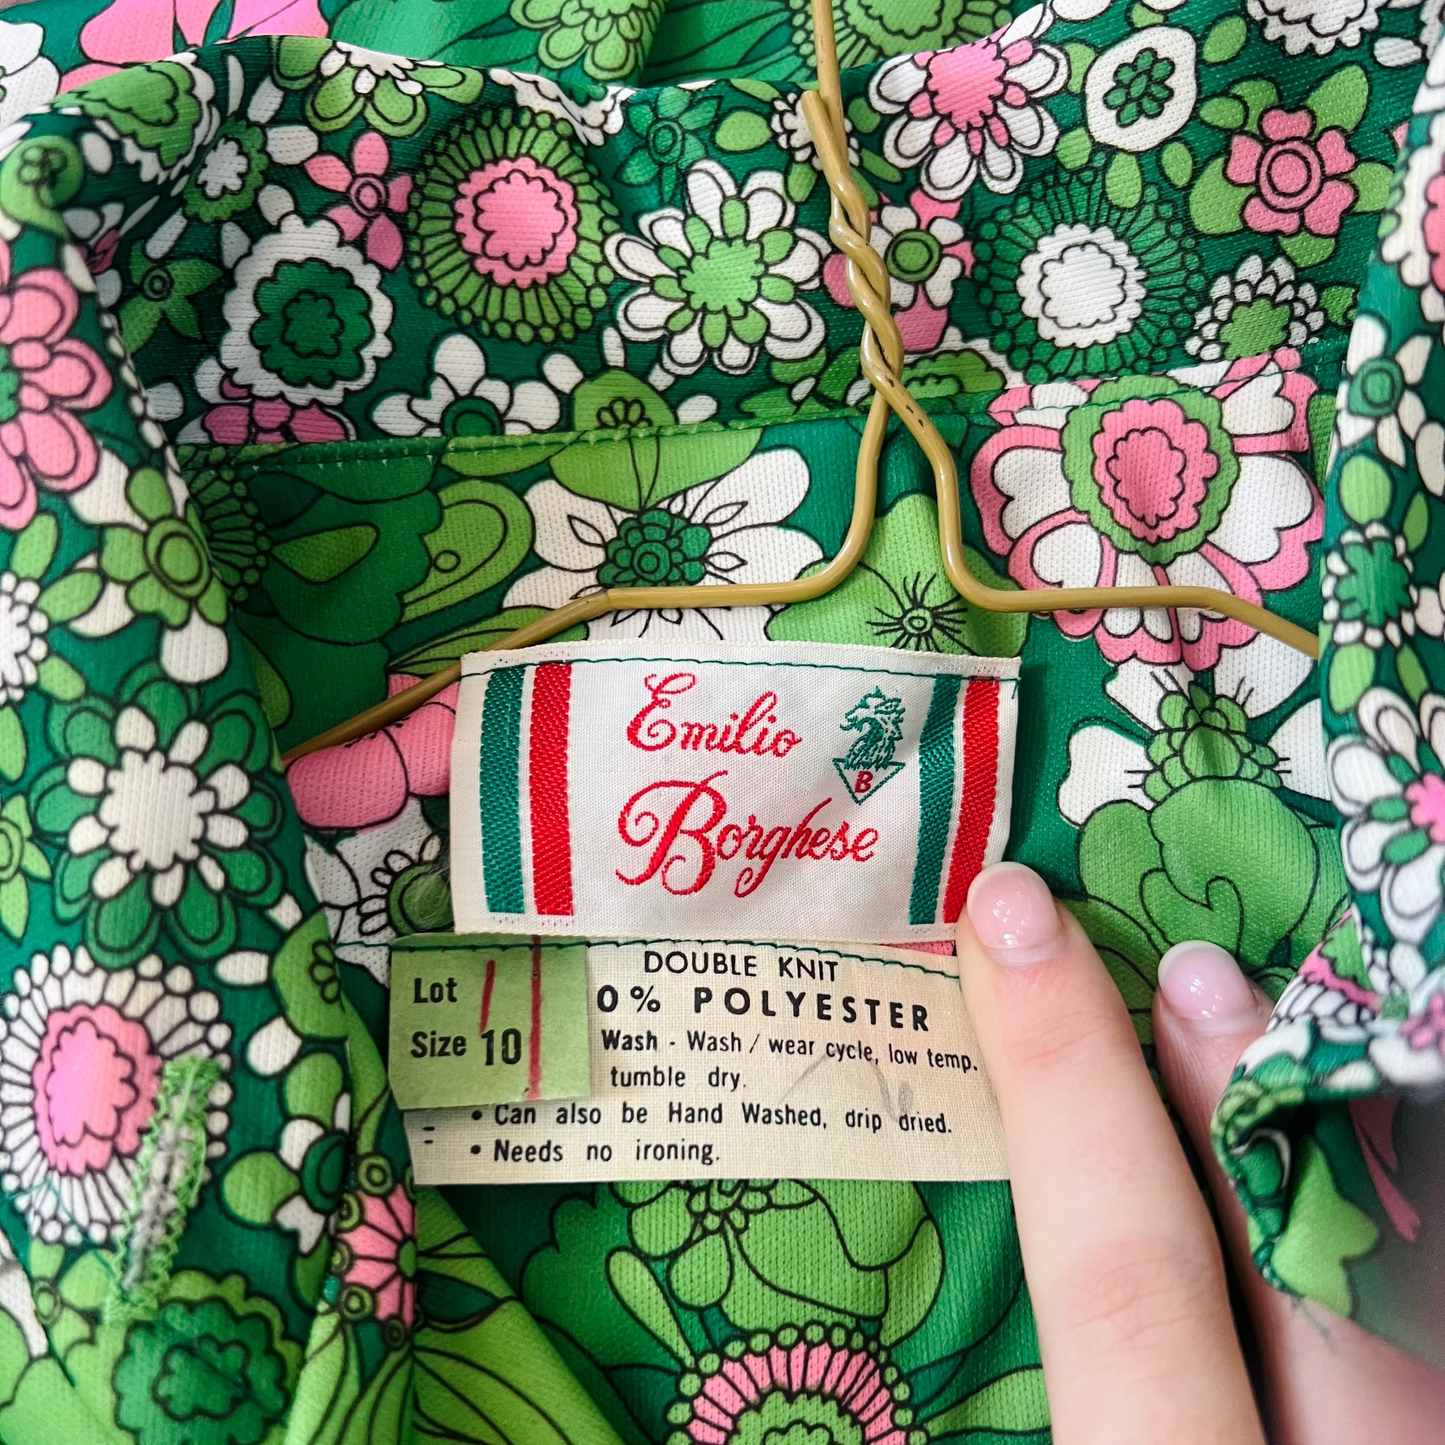 Emilio
B
Borghese
DOUBLE KNIT
Lot
0% POLYESTER
Size 10
Wash - Wash / wear cycle, low temp.
tumble dry.
• Can also be Hand Washed, drip dried.
• Needs no ironing.